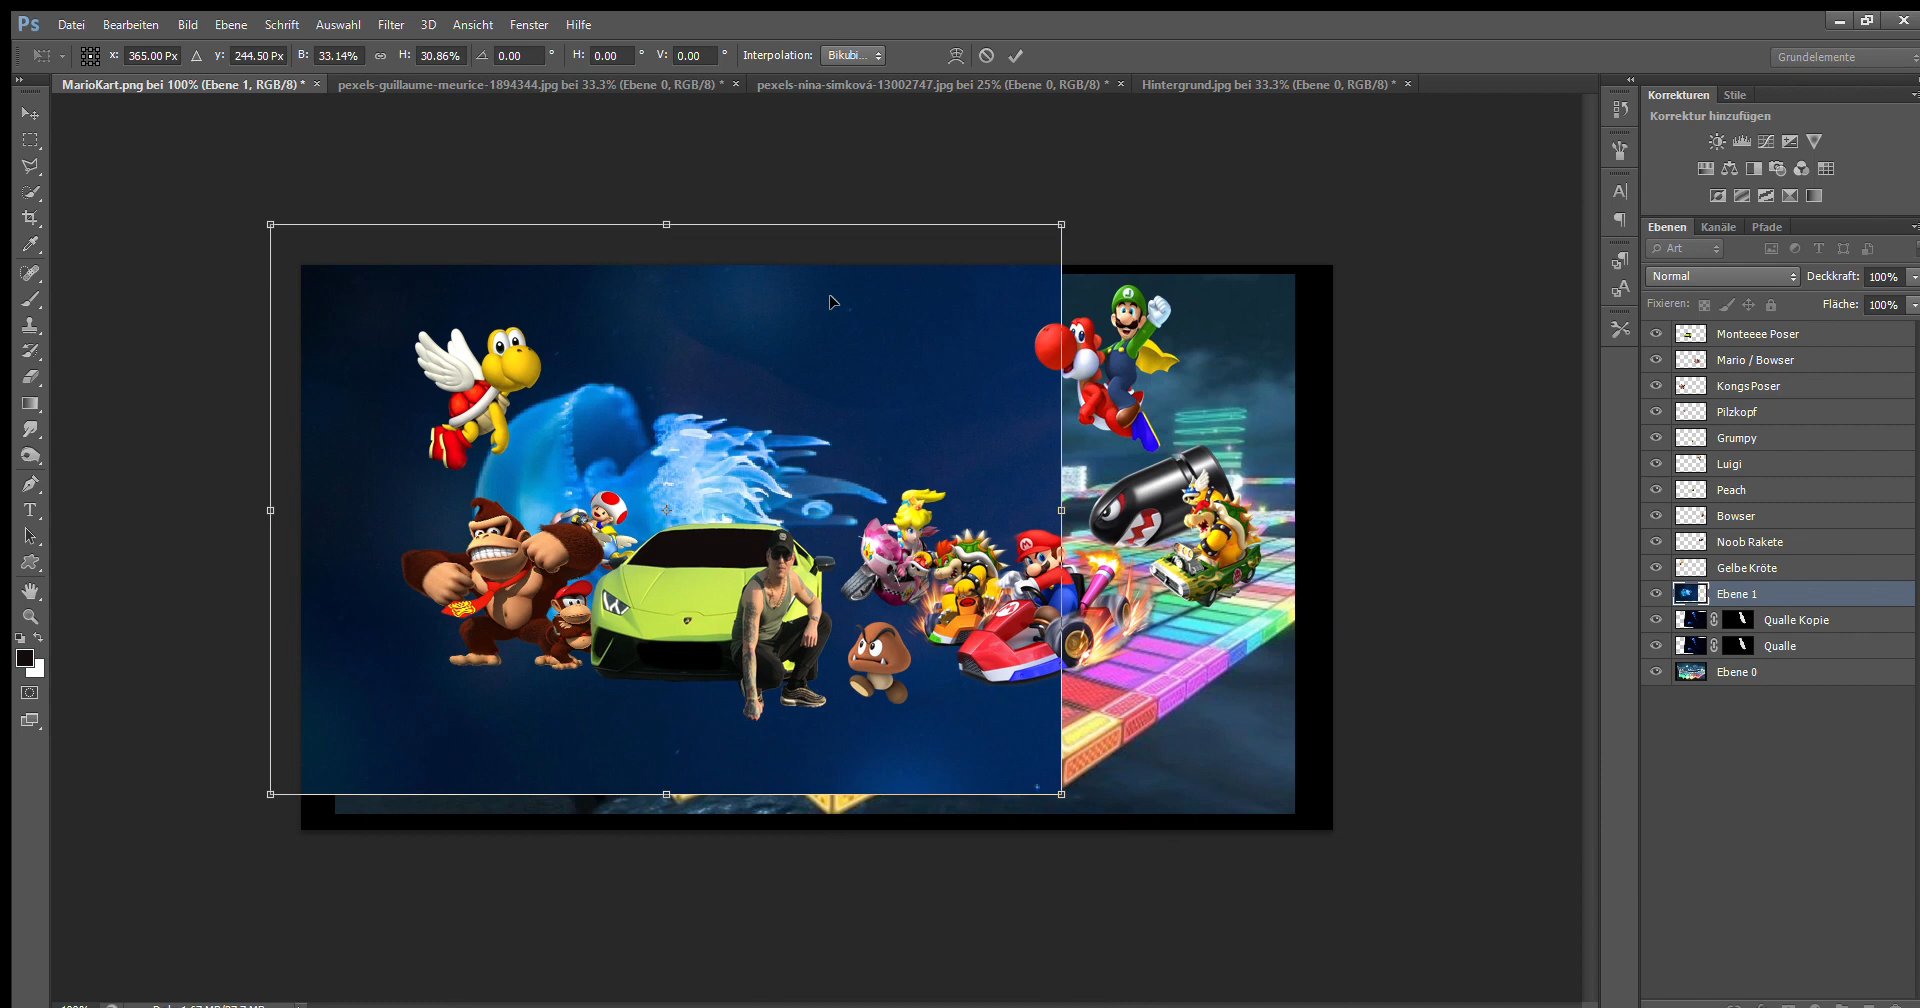 Ps Datei Bearbeiten Bild Ebene Schrift Auswahl Filter 3D Ansicht Fenster Hilfe
x: 365.00 Px y: 244.50 Px B: 33.14% H: 30.86% 0.00 ° H: 0.00 ° V: 0.00 ° Interpolation: Bikubi... Grundelemente
MarioKart.png bei 100% (Ebene 1, RGB/8) * × pexels-guillaume-meurice-1894344.jpg bei 33.3% (Ebene 0, RGB/8) * × pexels-nina-simková-13002747.jpg bei 25% (Ebene 0, RGB/8) * × Hintergrund.jpg bei 33.3% (Ebene 0, RGB/8) * ×
Korrekturen Stile
Korrektur hinzufügen
Ebenen Kanäle Pfade
Art
Normal Deckkraft: 100%
Fixieren: Fläche: 100%
Monteeee Poser
Mario / Bowser
Kongs Poser
Pilzkopf
Grumpy
Luigi
Peach
Bowser
Noob Rakete
Gelbe Kröte
Ebene 1
Qualle Kopie
Qualle
Ebene 0